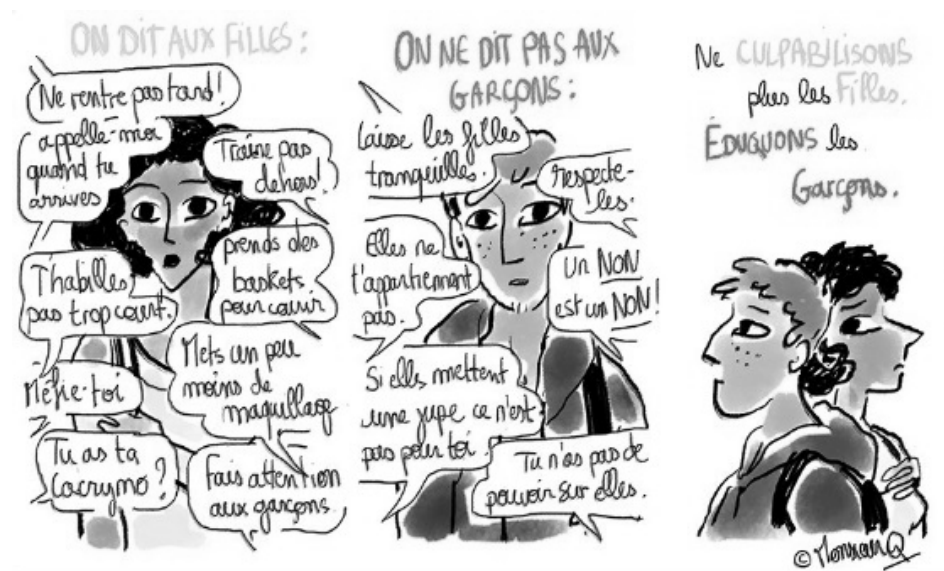 ON DIT AUX FILLES :
Ne rentre pas tard !
appelle-moi
quand tu
arrives
Traine pas
dehors !
T'habilles
pas trop court !
prends des
baskets
pour courir
Méfie-toi
Mets un peu
moins de
maquillage
Tu as ta
lacrymo ?
Fais attention
aux garçons
ON NE DIT PAS AUX
GARÇONS :
Laisse les filles
tranquilles.
respecte-
les.
Elles ne
t'appartiennent
pas.
Un NON
est un NON !
Si elles mettent
une jupe ce n'est
pas pour toi.
Tu n'as pas de
pouvoir sur elles.
Ne CULPABILISONS
plus les Filles.
ÉDUQUONS les
Garçons.
© MonsieurQ